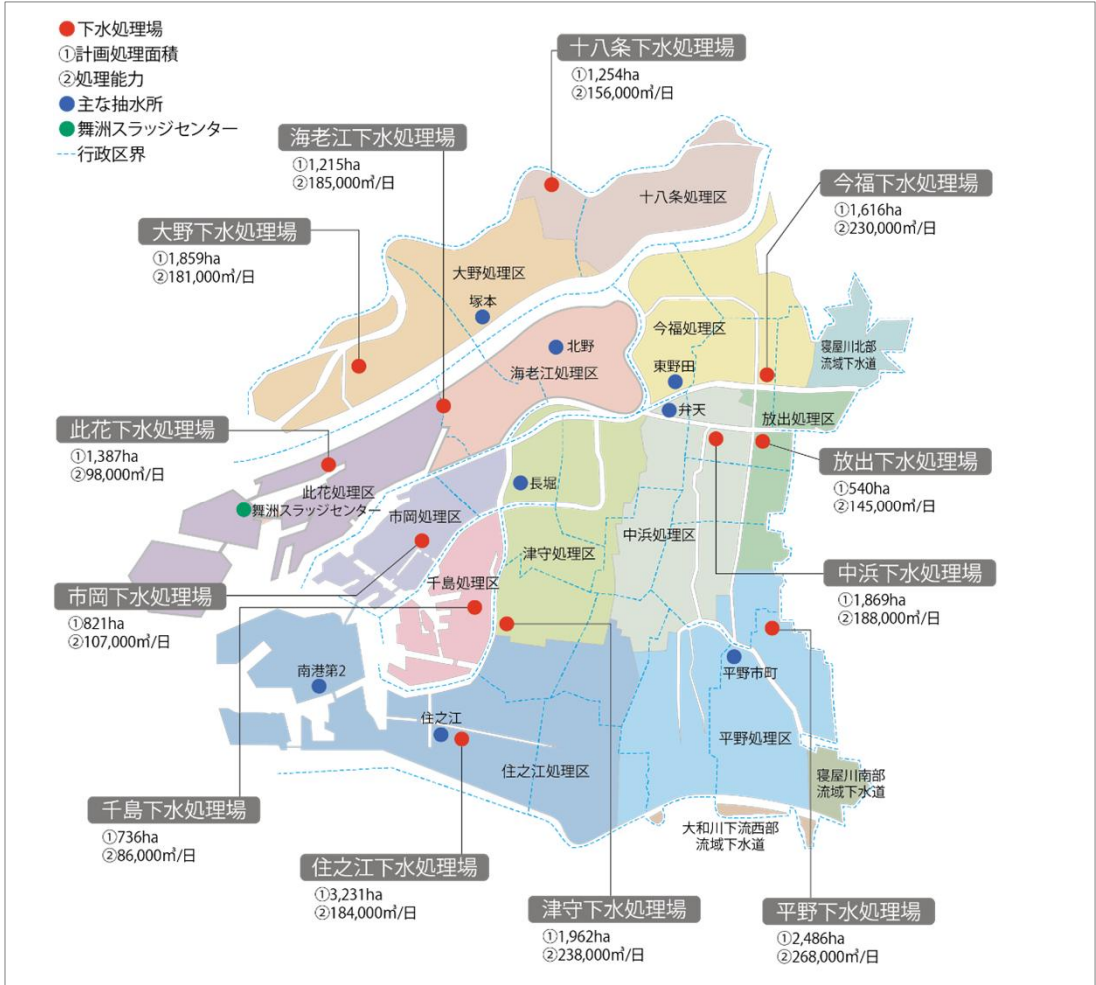 下水処理場
①計画処理面積
②処理能力
主な抽水所
舞洲スラッジセンター
行政区界
十八条下水処理場
①1,254ha
②156,000㎥/日
海老江下水処理場
①1,215ha
②185,000㎥/日
今福下水処理場
①1,616ha
②230,000㎥/日
大野下水処理場
①1,859ha
②181,000㎥/日
十八条処理区
大野処理区
塚本
北野
海老江処理区
今福処理区
東野田
弁天
寝屋川北部
流域下水道
放出処理区
此花下水処理場
①1,387ha
②98,000㎥/日
放出下水処理場
①540ha
②145,000㎥/日
此花処理区
舞洲スラッジセンター
市岡処理区
長堀
中浜処理区
津守処理区
千島処理区
中浜下水処理場
①1,869ha
②188,000㎥/日
市岡下水処理場
①821ha
②107,000㎥/日
南港第2
平野市町
住之江
平野処理区
住之江処理区
寝屋川南部
流域下水道
大和川下流西部
流域下水道
千島下水処理場
①736ha
②86,000㎥/日
住之江下水処理場
①3,231ha
②184,000㎥/日
津守下水処理場
①1,962ha
②238,000㎥/日
平野下水処理場
①2,486ha
②268,000㎥/日